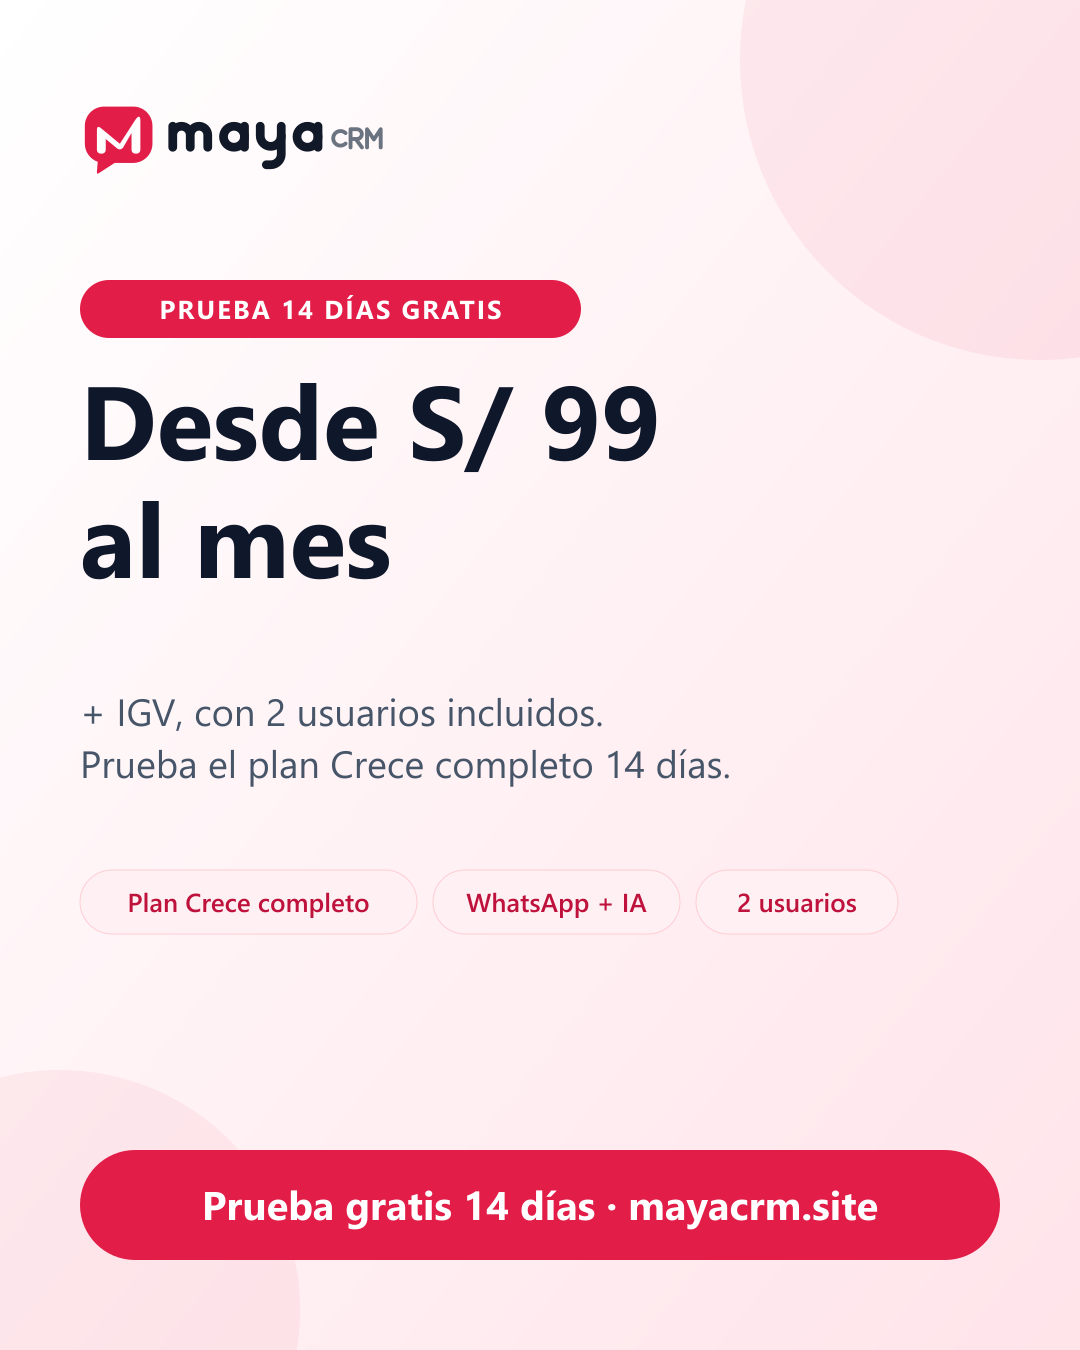 maya CRM
PRUEBA 14 DÍAS GRATIS
Desde S/ 99
al mes
+ IGV, con 2 usuarios incluidos.
Prueba el plan Crece completo 14 días.
Plan Crece completo
WhatsApp + IA
2 usuarios
Prueba gratis 14 días · mayacrm.site